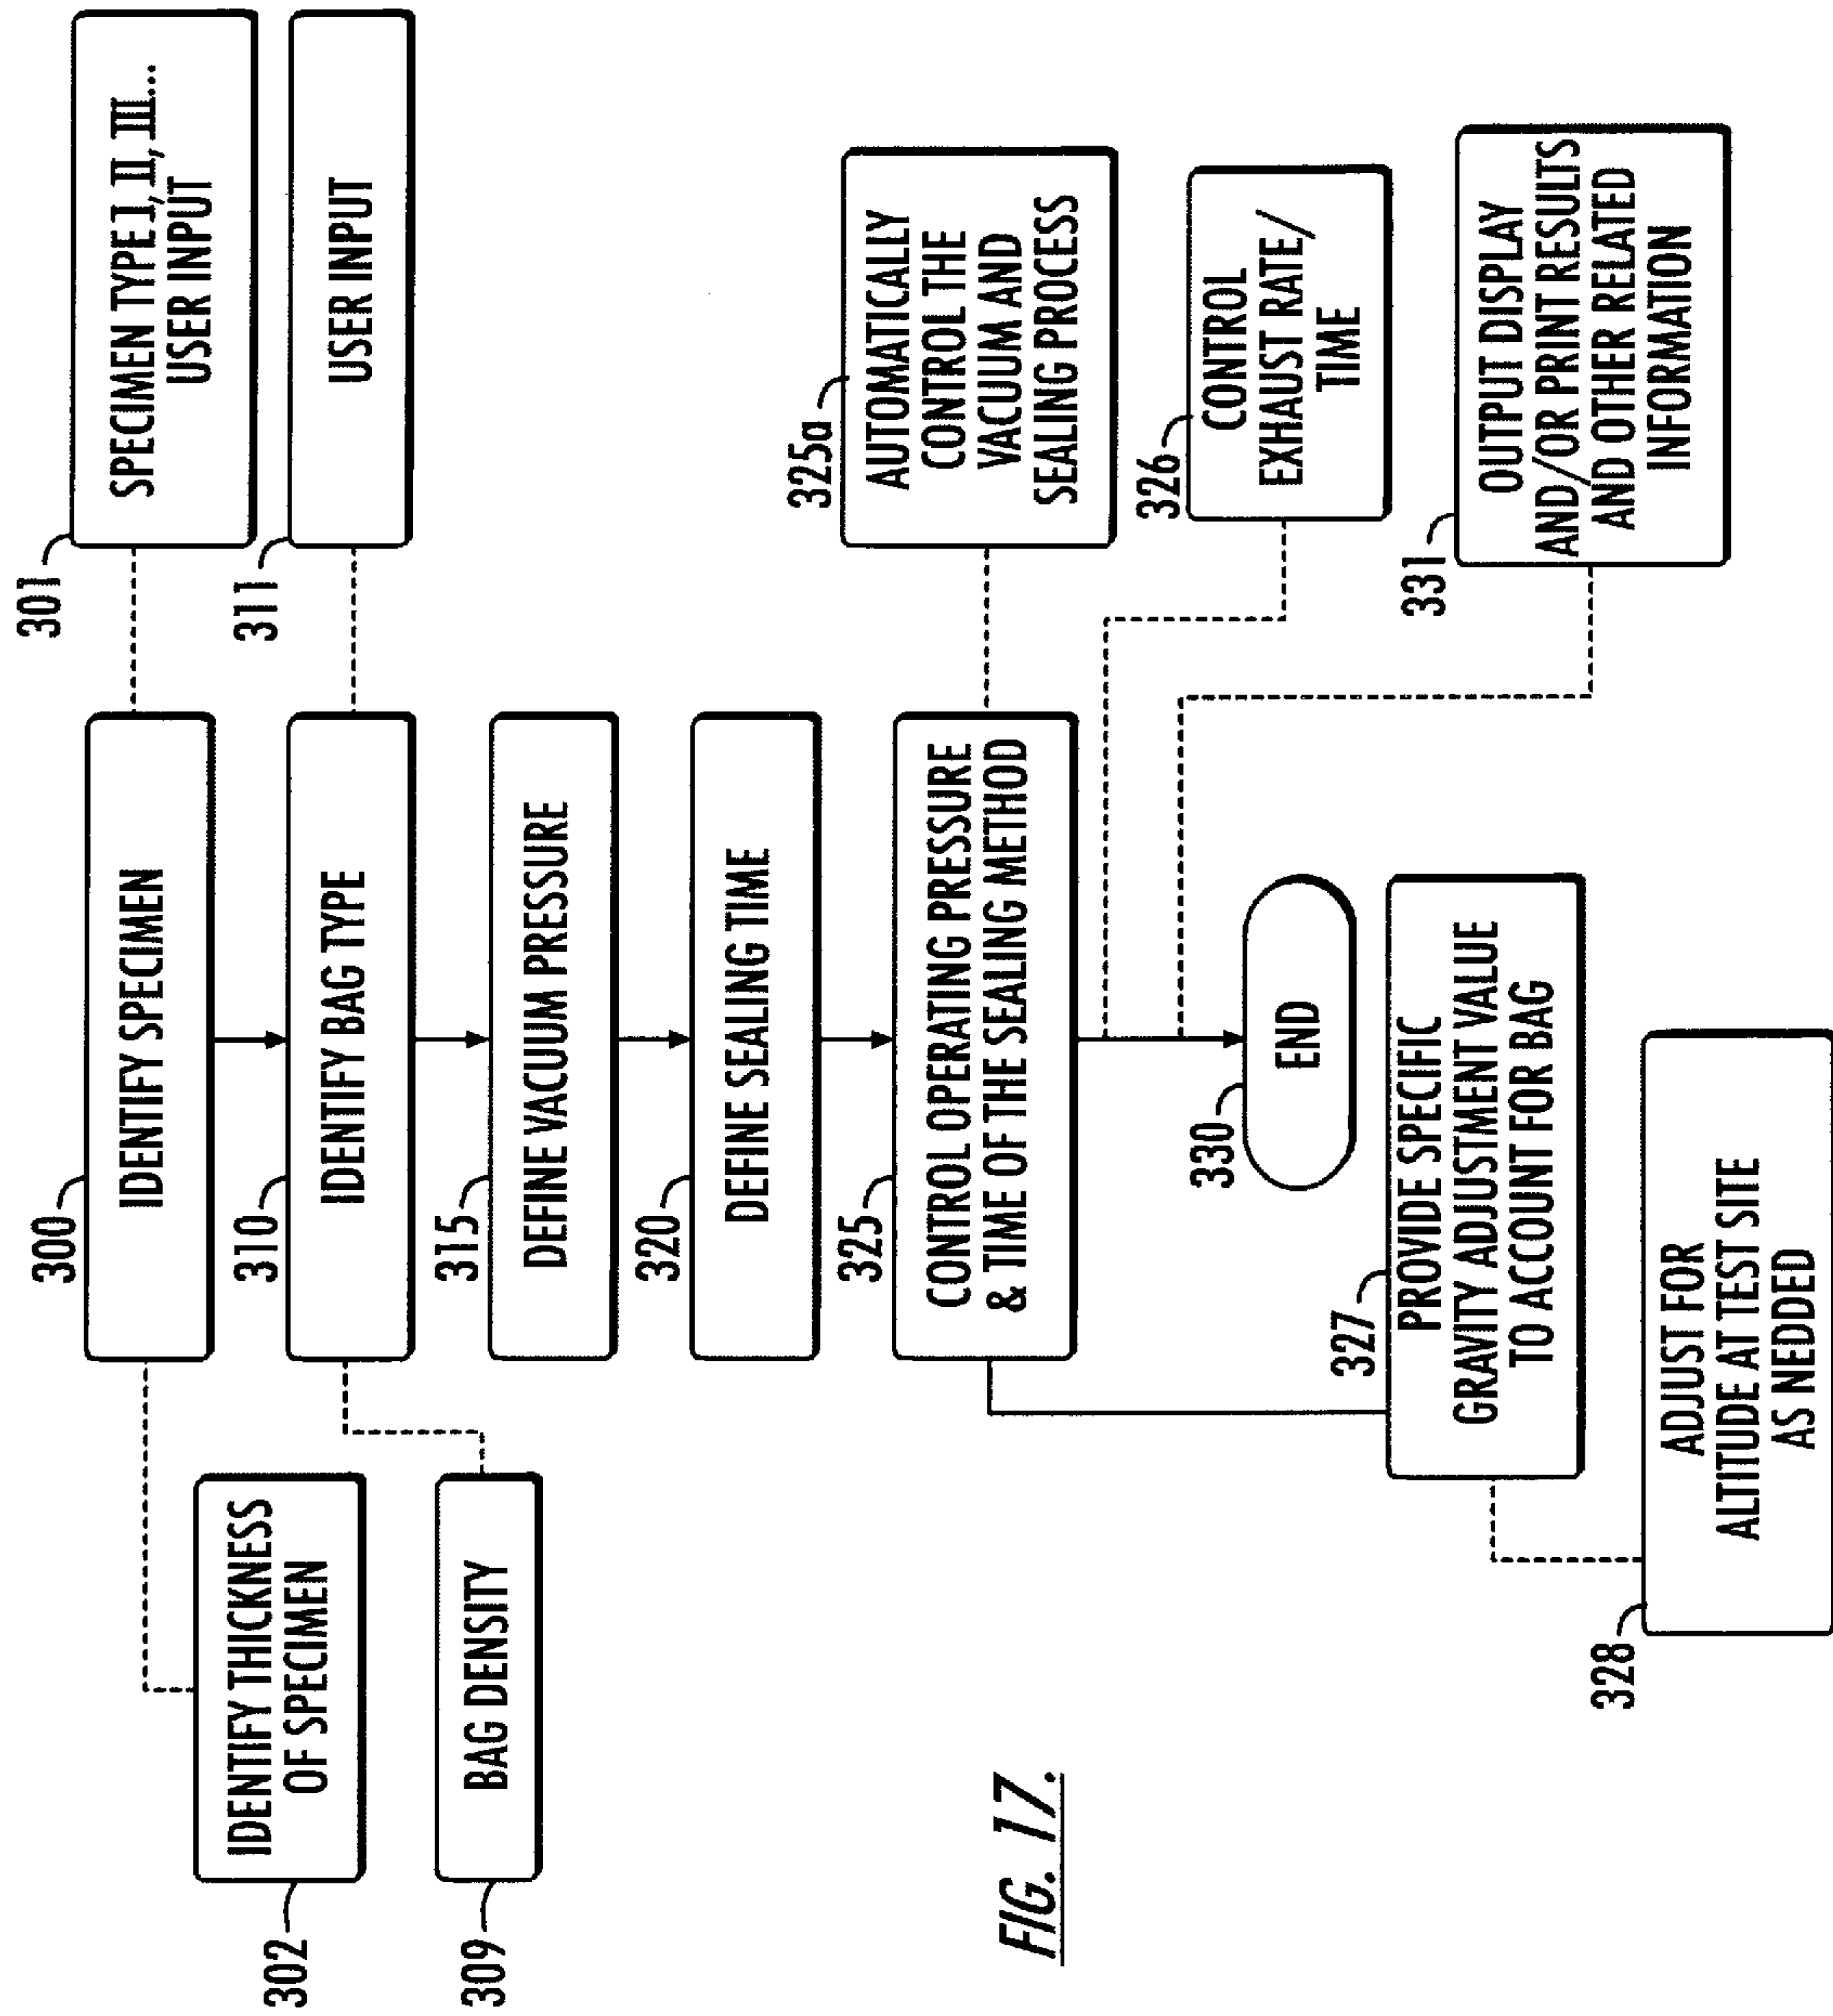 300
IDENTIFY SPECIMEN
301
SPECIMEN TYPE I, II, III...
USER INPUT
302
IDENTIFY THICKNESS
OF SPECIMEN
310
IDENTIFY BAG TYPE
311
USER INPUT
309
BAG DENSITY
315
DEFINE VACUUM PRESSURE
320
DEFINE SEALING TIME
325
CONTROL OPERATING PRESSURE
& TIME OF THE SEALING METHOD
325a
AUTOMATICALLY
CONTROL THE
VACUUM AND
SEALING PROCESS
326
CONTROL
EXHAUST RATE/
TIME
330
END
331
OUTPUT DISPLAY
AND/OR PRINT RESULTS
AND OTHER RELATED
INFORMATION
327
PROVIDE SPECIFIC
GRAVITY ADJUSTMENT VALUE
TO ACCOUNT FOR BAG
328
ADJUST FOR
ALTITUDE AT TEST SITE
AS NEDDED
FIG. 17.